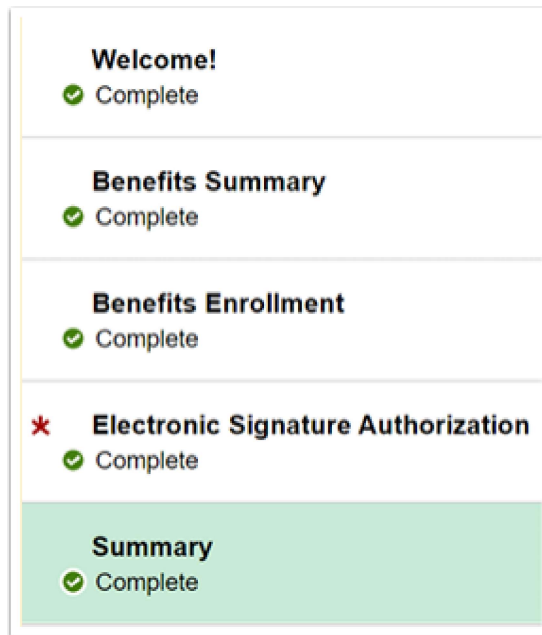 Welcome!
Complete
Benefits Summary
Complete
Benefits Enrollment
Complete
* Electronic Signature Authorization
Complete
Summary
Complete